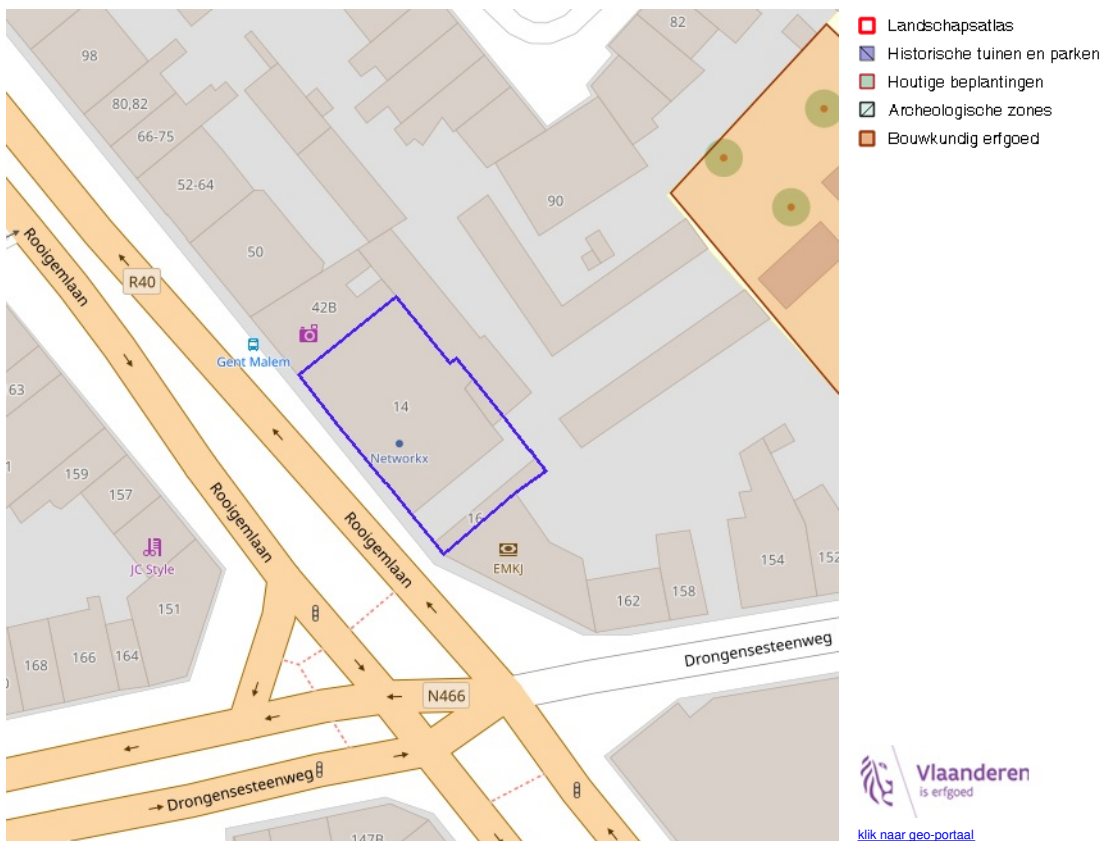 98
80,82
66-75
52-64
50
42B
82
90
R40
Rooigemlaan
Gent Malem
14
Networkx
63
159
157
JC Style
151
168
166
164
Rooigemlaan
Rooigemlaan
16
EMKJ
162
158
154
152
Drongensesteenweg
N466
Drongensesteenweg
147B
Landschapsatlas
Historische tuinen en parken
Houtige beplantingen
Archeologische zones
Bouwkundig erfgoed
Vlaanderen
is erfgoed
klik naar geo-portaal